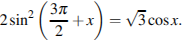 2 sin² (3π/2 + x) = √3 cos x.